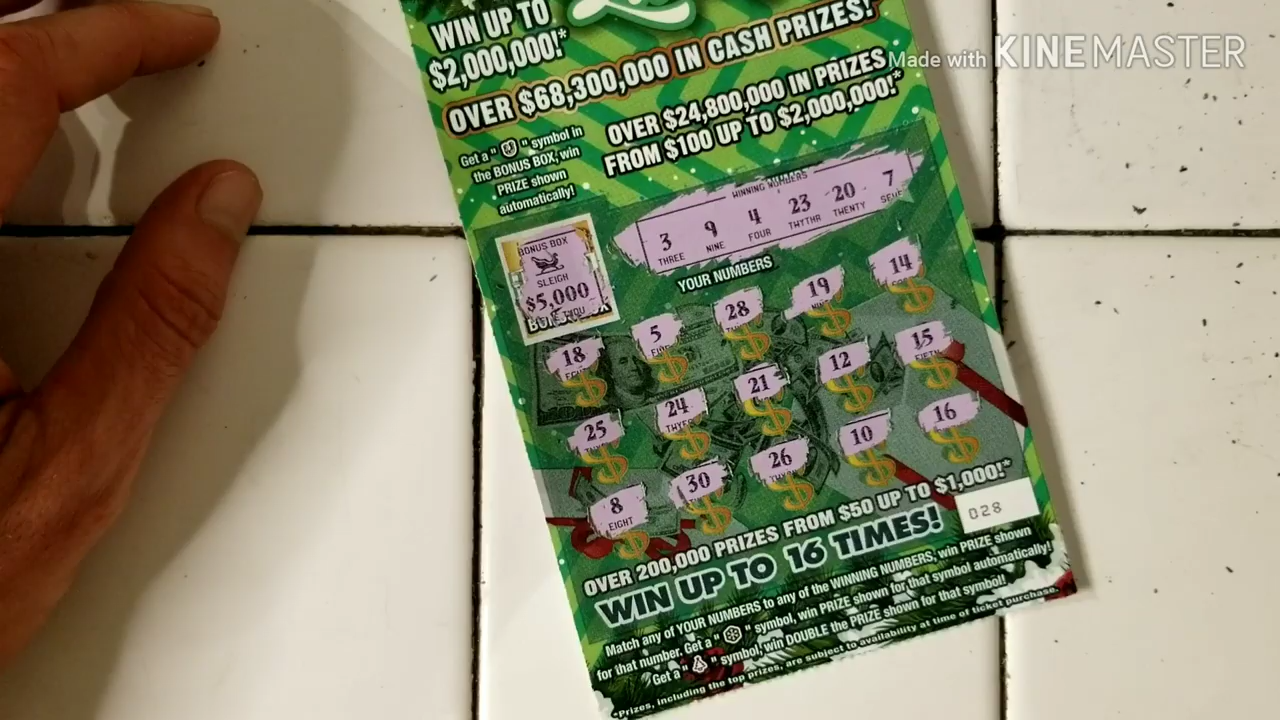 WIN UP TO
$2,000,000!*
Made with KINEMASTER
OVER $68,300,000 IN CASH PRIZES!
OVER $24,800,000 IN PRIZES
FROM $100 UP TO $2,000,000!*
Get a " " symbol in
the BONUS BOX, win
PRIZE shown
automatically!
WINNING NUMBERS
3 9 4 23 20 7
THREE NINE FOUR TWYTHR TWENTY
BONUS BOX
SLEIGH
$5,000
YOUR NUMBERS
18 5 28 19 14
25 24 21 12 15
8 30 26 10 16
EIGHT
OVER 200,000 PRIZES FROM $50 UP TO $1,000!*
028
WIN UP TO 16 TIMES!
Match any of YOUR NUMBERS to any of the WINNING NUMBERS, win PRIZE shown
for that number. Get a " " symbol, win PRIZE shown for that symbol automatically!
Get a " " symbol, win DOUBLE the PRIZE shown for that symbol!
*Prizes, including the top prizes, are subject to availability at time of ticket purchase.